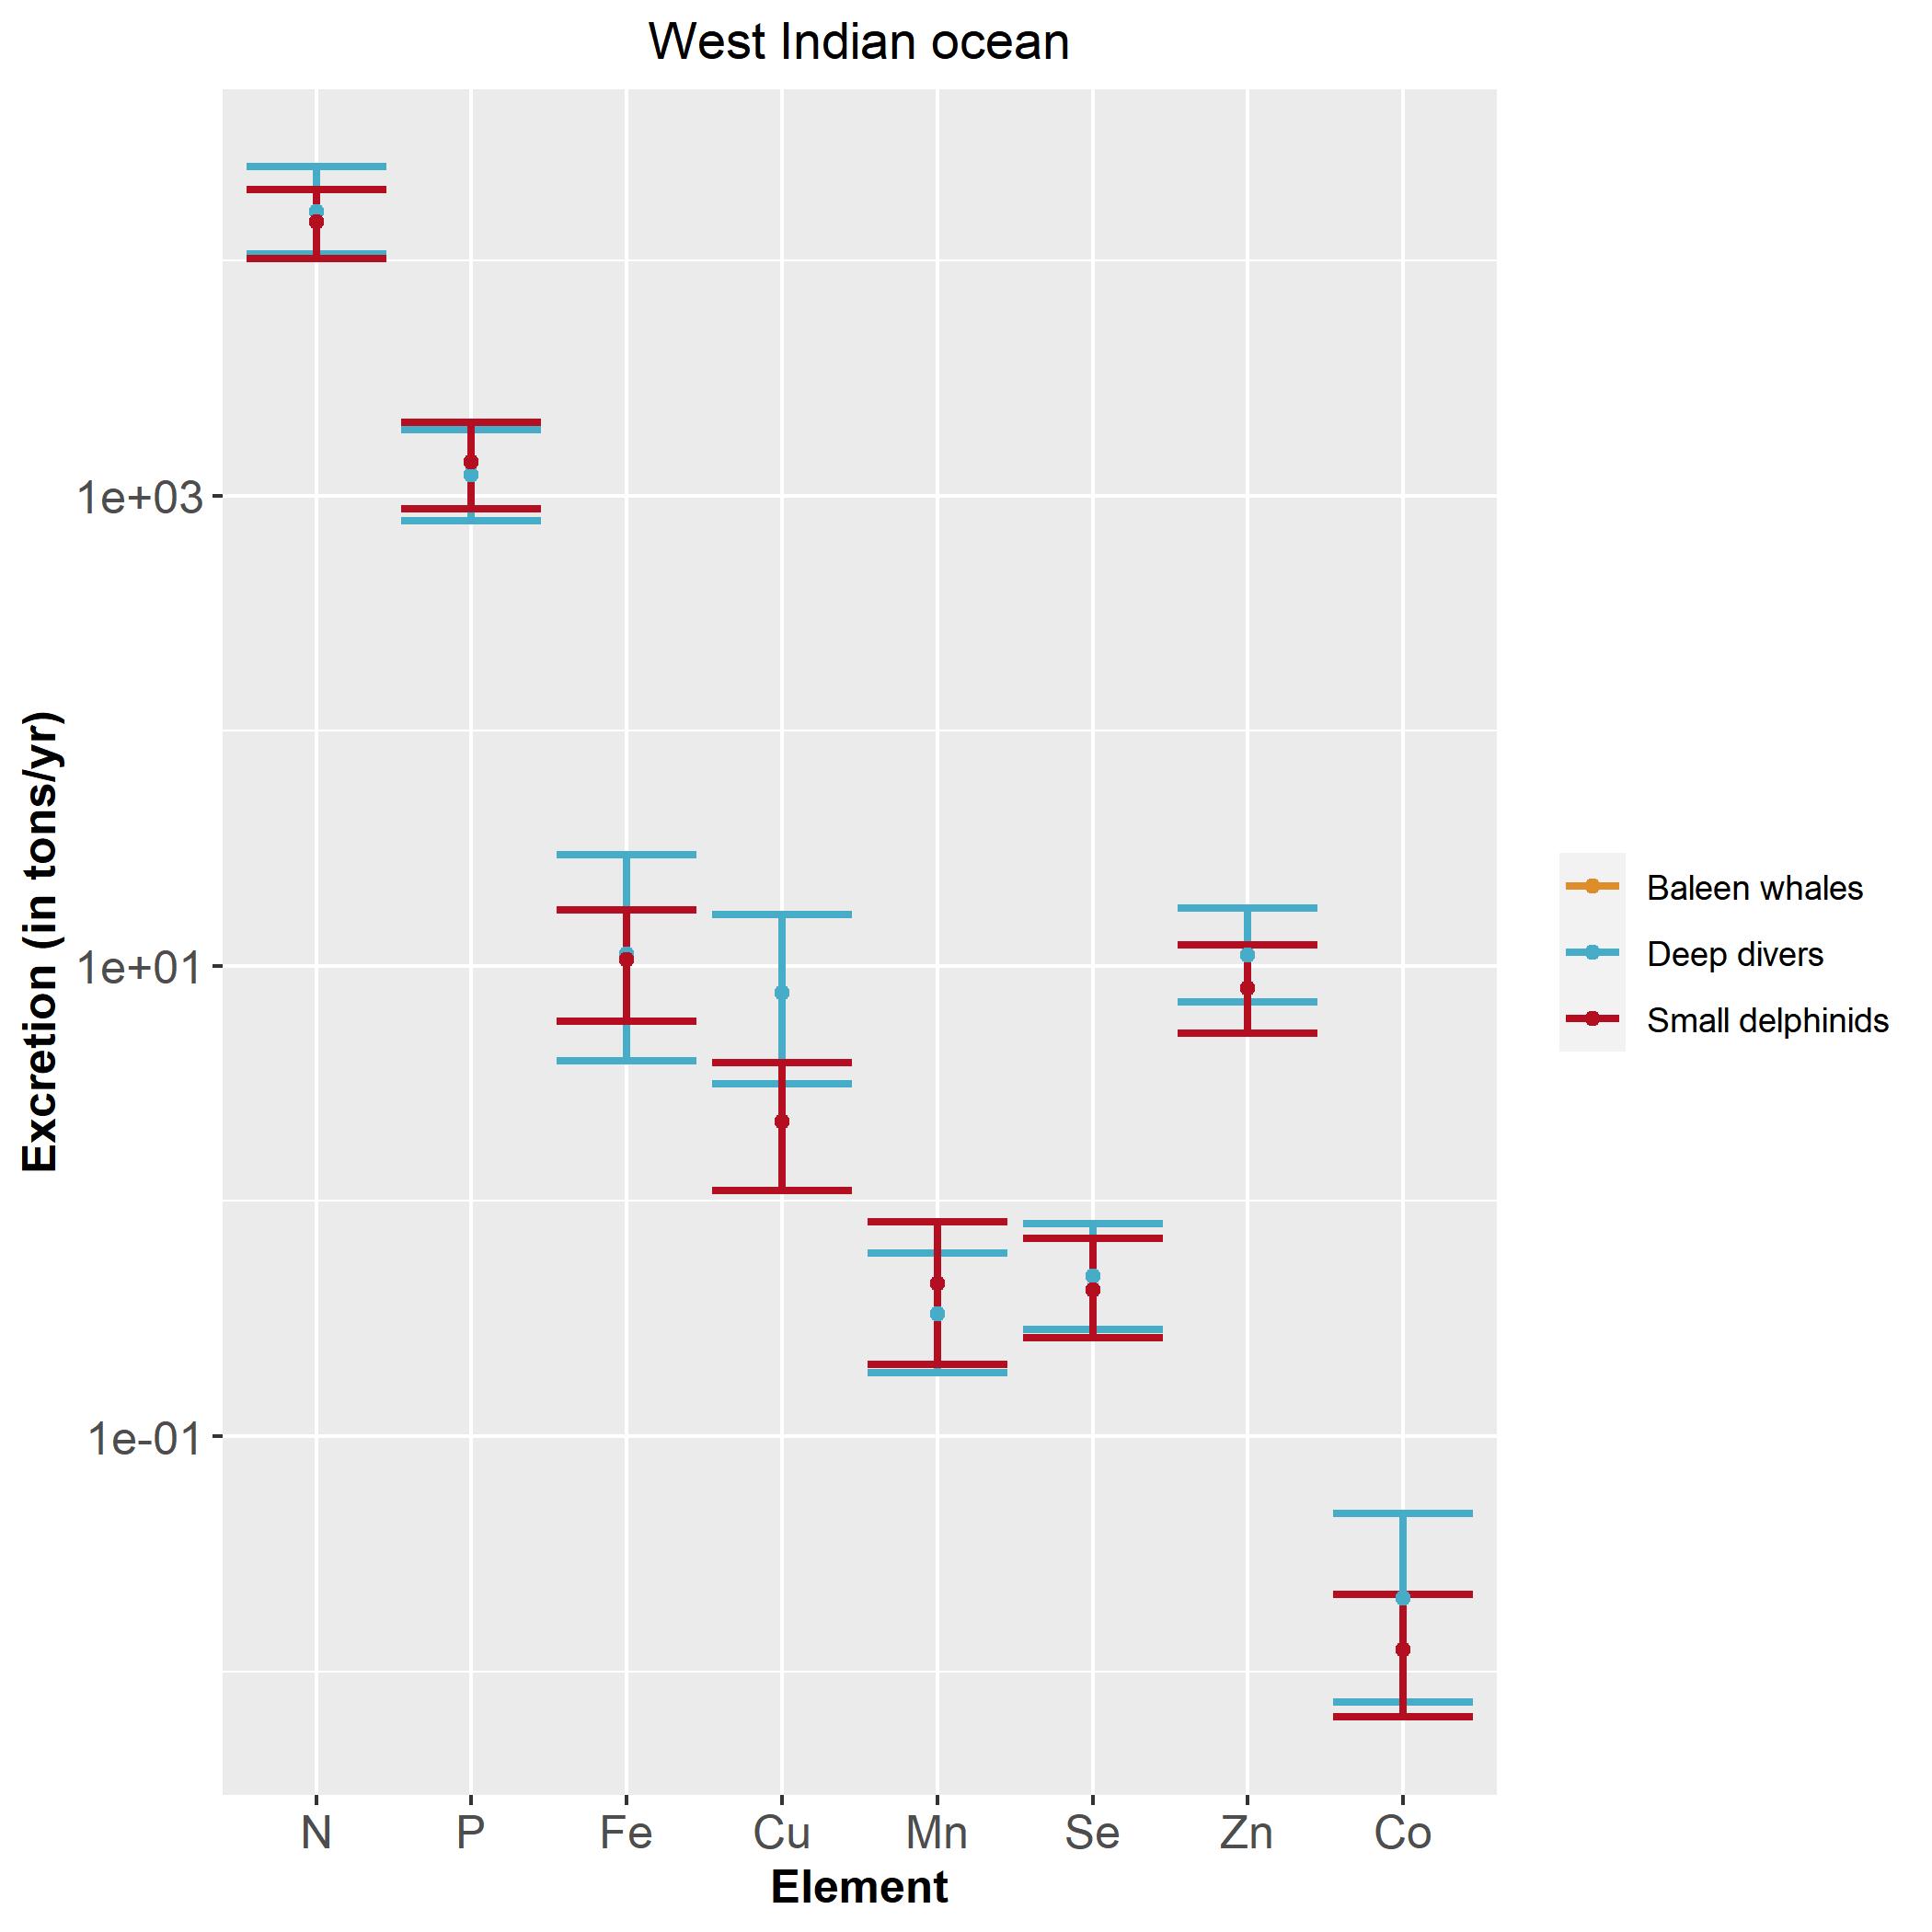 West Indian ocean
Excretion (in tons/yr)
1e+03
1e+01
1e-01
N P Fe Cu Mn Se Zn Co
Element
Baleen whales
Deep divers
Small delphinids